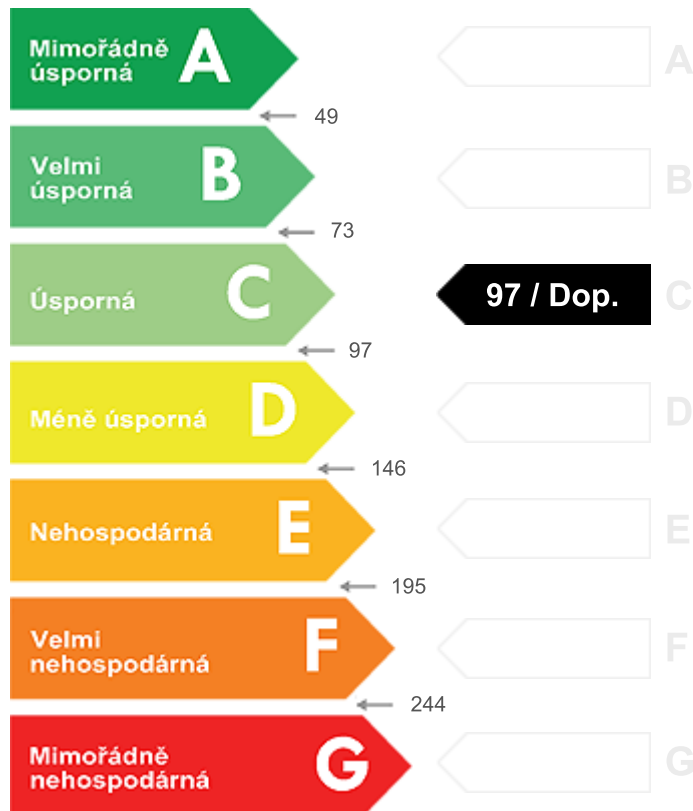 Mimořádně
úsporná
A
A
49
Velmi
úsporná
B
B
73
Úsporná
C
97 / Dop.
C
97
Méně úsporná
D
D
146
Nehospodárná
E
E
195
Velmi
nehospodárná
F
F
244
Mimořádně
nehospodárná
G
G